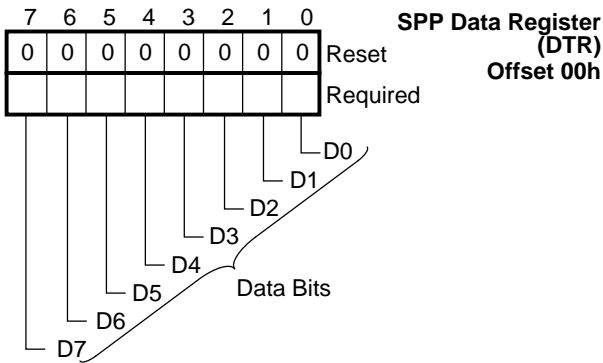 7 6 5 4 3 2 1 0
SPP Data Register
(DTR)
Offset 00h
0 0 0 0 0 0 0 0 Reset
Required
D0
D1
D2
D3
D4
D5
D6
D7
Data Bits